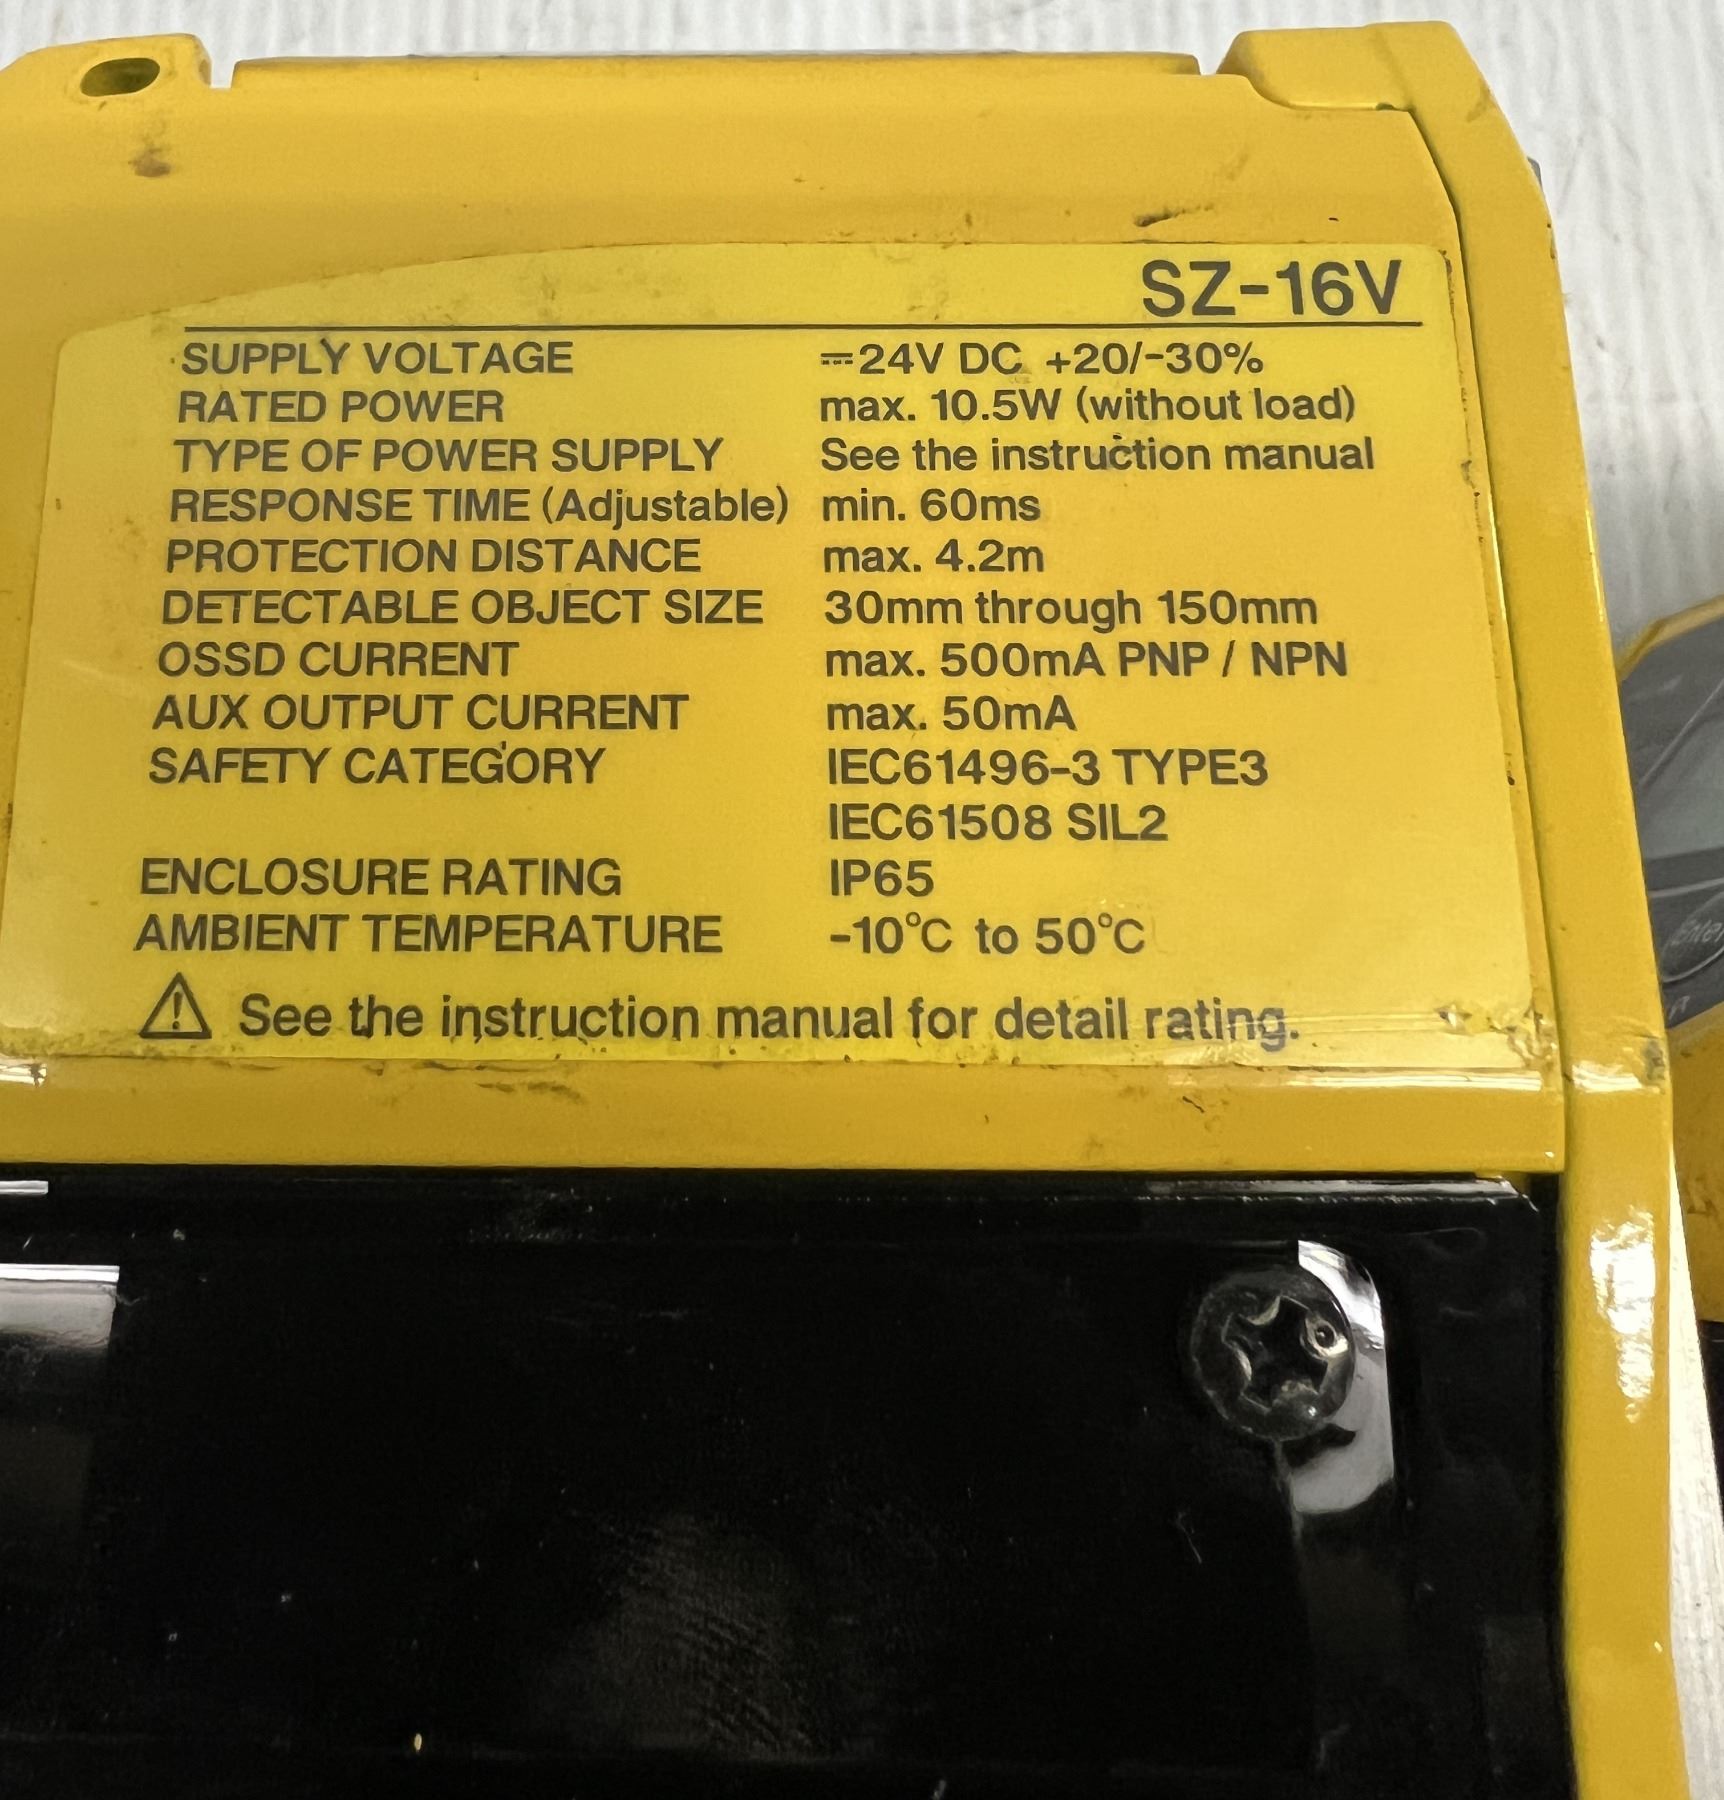 SZ-16V
SUPPLY VOLTAGE ⎓24V DC +20/-30%
RATED POWER max. 10.5W (without load)
TYPE OF POWER SUPPLY See the instruction manual
RESPONSE TIME (Adjustable) min. 60ms
PROTECTION DISTANCE max. 4.2m
DETECTABLE OBJECT SIZE 30mm through 150mm
OSSD CURRENT max. 500mA PNP / NPN
AUX OUTPUT CURRENT max. 50mA
SAFETY CATEGORY IEC61496-3 TYPE3
IEC61508 SIL2
ENCLOSURE RATING IP65
AMBIENT TEMPERATURE -10°C to 50°C
⚠ See the instruction manual for detail rating.
Enter